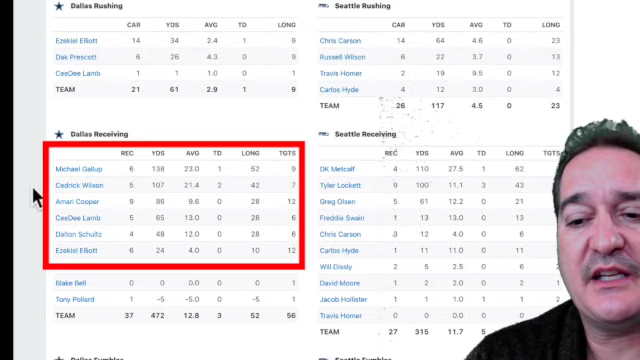 Dallas Rushing
CAR YDS AVG TD LONG
Ezekiel Elliott 14 34 2.4 1 9
Dak Prescott 6 26 4.3 0 9
CeeDee Lamb 1 1 1.0 0 1
TEAM 21 61 2.9 1 9
Seattle Rushing
CAR YDS AVG TD LONG
Chris Carson 14 64 4.6 0 23
Russell Wilson 6 22 3.7 0 13
Travis Homer 2 19 9.5 0 12
Carlos Hyde 4 12 3.0 0 4
TEAM 26 117 4.5 0 23
Dallas Receiving
REC YDS AVG TD LONG TGTS
Michael Gallup 6 138 23.0 1 52 9
Cedrick Wilson 5 107 21.4 2 42 7
Amari Cooper 9 86 9.6 0 28 12
CeeDee Lamb 5 65 13.0 0 28 6
Dalton Schultz 4 48 12.0 0 28 6
Ezekiel Elliott 6 24 4.0 0 10 12
Blake Bell 0 0 0.0 0 0 1
Tony Pollard 1 -5 -5.0 0 -5 1
TEAM 37 472 12.8 3 52 56
Seattle Receiving
REC YDS AVG TD LONG
DK Metcalf 4 110 27.5 1 62
Tyler Lockett 9 100 11.1 3 43
Greg Olsen 5 61 12.2 0 21
Freddie Swain 1 13 13.0 0 13
Chris Carson 3 12 4.0 0 6
Carlos Hyde 1 11 11.0 0 11
Will Dissly 2 5 2.5 0 6
David Moore 1 2 2.0 0 2
Jacob Hollister 1 1 1.0 1 1
Travis Homer 0 0 0.0 0
TEAM 27 315 11.7 5
Dallas Fumbles
Seattle Fumbles